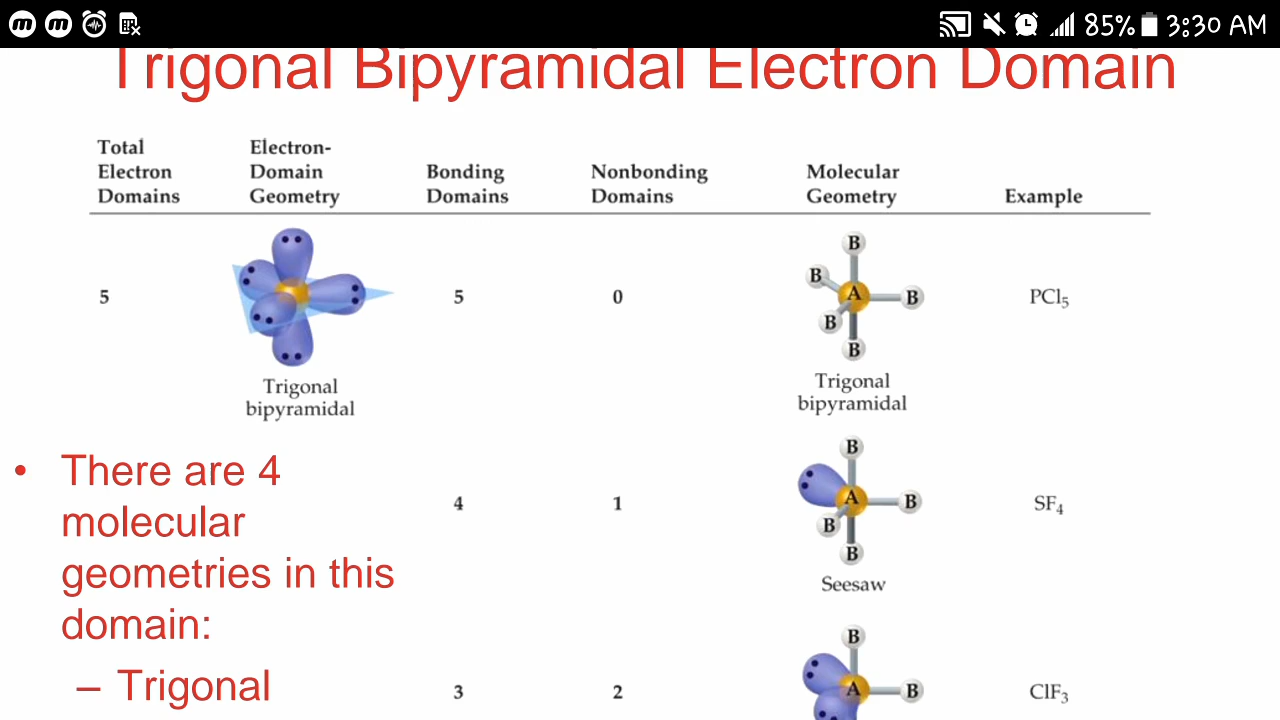 85% 3:30 AM
Trigonal Bipyramidal Electron Domain
Total
Electron
Domains
Electron-
Domain
Geometry
Bonding
Domains
Nonbonding
Domains
Molecular
Geometry
Example
5
Trigonal
bipyramidal
5
0
B
B
A
B
B
B
Trigonal
bipyramidal
PCl₅
4
1
B
A
B
B
B
Seesaw
SF₄
3
2
B
A
B
ClF₃
• There are 4
molecular
geometries in this
domain:
– Trigonal